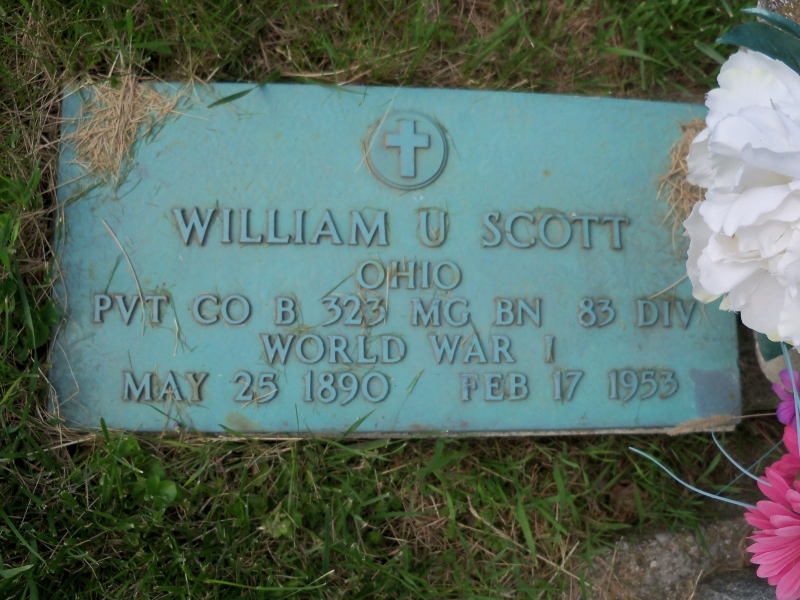 WILLIAM U SCOTT
OHIO
PVT CO B 323 MG BN 83 DIV
WORLD WAR I
MAY 25 1890 FEB 17 1953